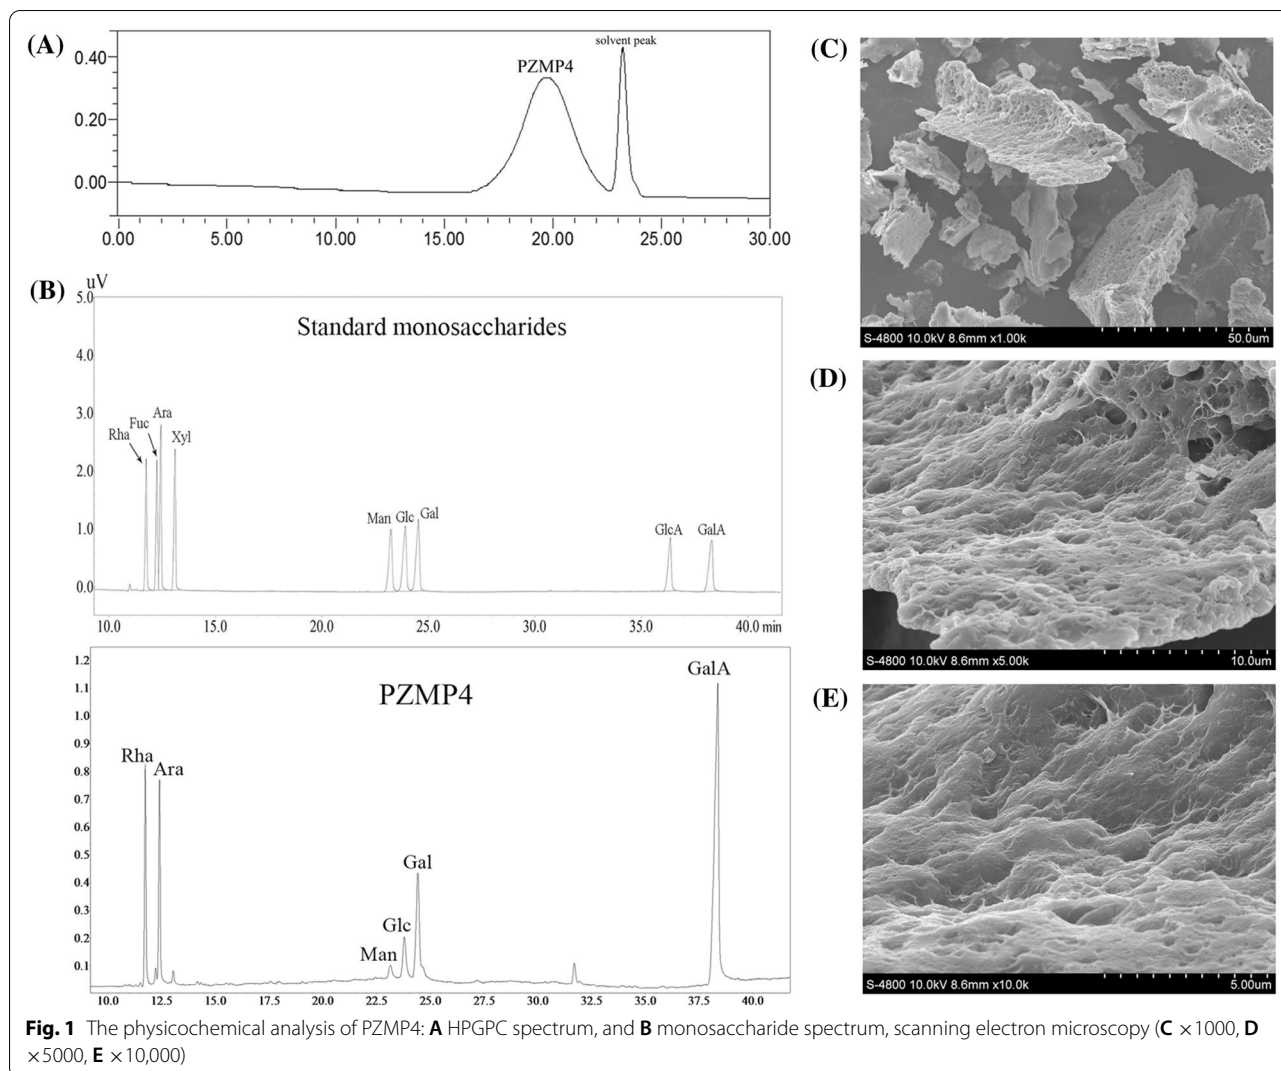 (A)
0.40
0.20
0.00
PZMP4
solvent peak
0.00 5.00 10.00 15.00 20.00 25.00 30.00
(B)
uV
5.0
4.0
3.0
2.0
1.0
0.0
Standard monosaccharides
Rha
Fuc
Ara
Xyl
Man Glc Gal
GlcA GalA
10.0 15.0 20.0 25.0 30.0 35.0 40.0 min
1.2
1.1
1.0
0.9
0.8
0.7
0.6
0.5
0.4
0.3
0.2
0.1
PZMP4
Rha
Ara
Man
Glc
Gal
GalA
10.0 12.5 15.0 17.5 20.0 22.5 25.0 27.5 30.0 32.5 35.0 37.5 40.0
(C)
S-4800 10.0kV 8.6mm x1.00k 50.0um
(D)
S-4800 10.0kV 8.6mm x5.00k 10.0um
(E)
S-4800 10.0kV 8.6mm x10.0k 5.00um
Fig. 1 The physicochemical analysis of PZMP4: A HPGPC spectrum, and B monosaccharide spectrum, scanning electron microscopy (C ×1000, D
×5000, E ×10,000)